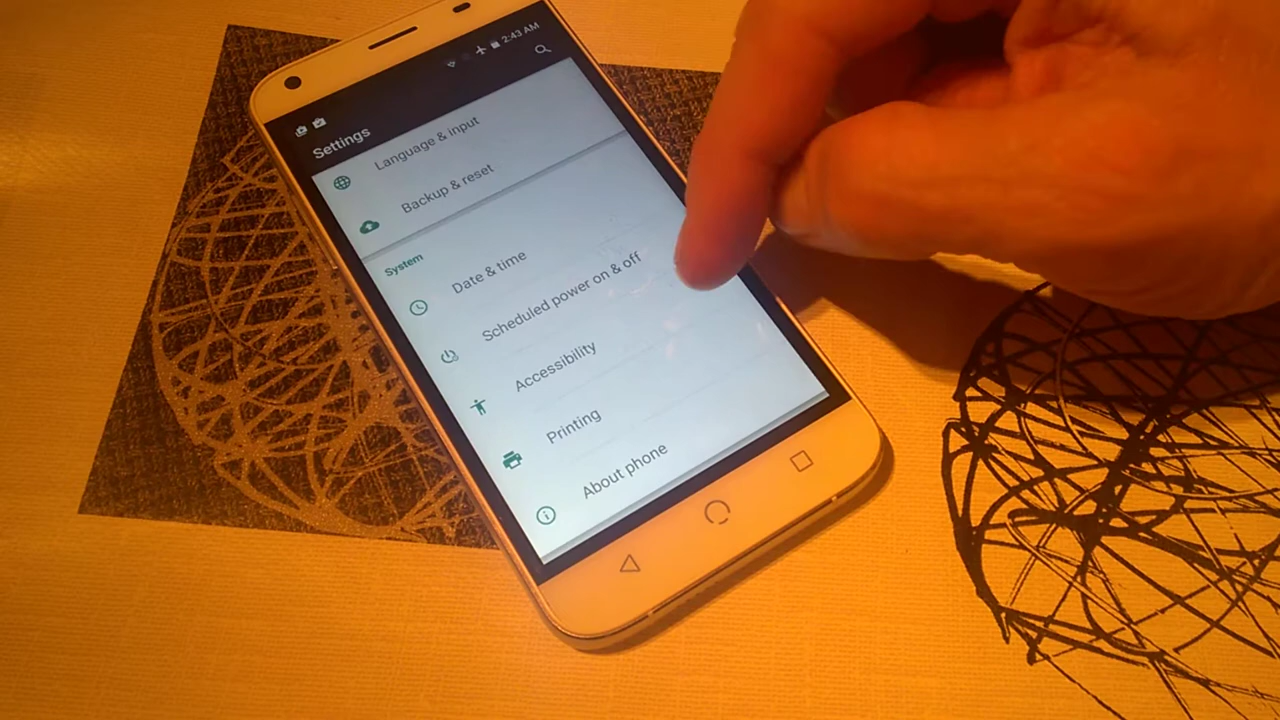 2:43 AM
Settings
Language & input
Backup & reset
System
Date & time
Scheduled power on & off
Accessibility
Printing
About phone